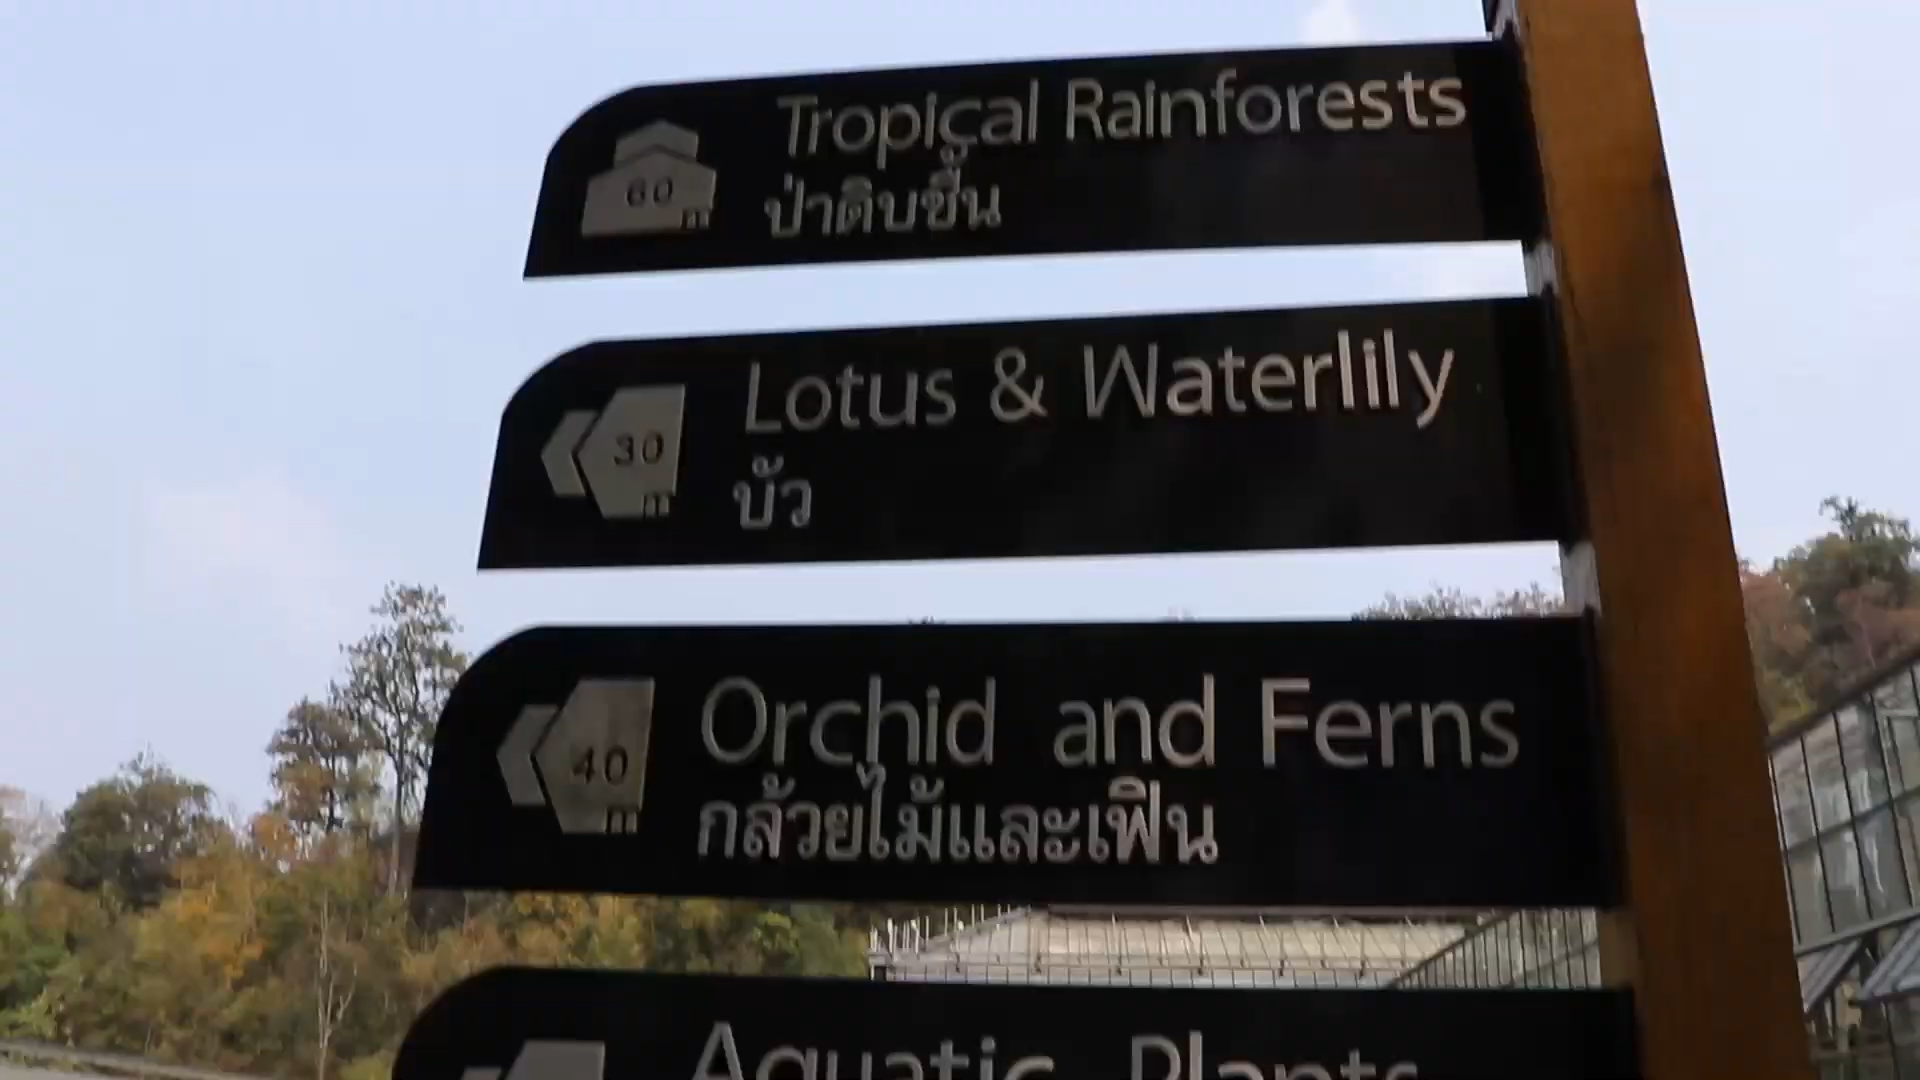 Tropical Rainforests
60 m
ป่าดิบชื้น
Lotus & Waterlily
30 m
บัว
Orchid and Ferns
40 m
กล้วยไม้และเฟิน
Aquatic Plants